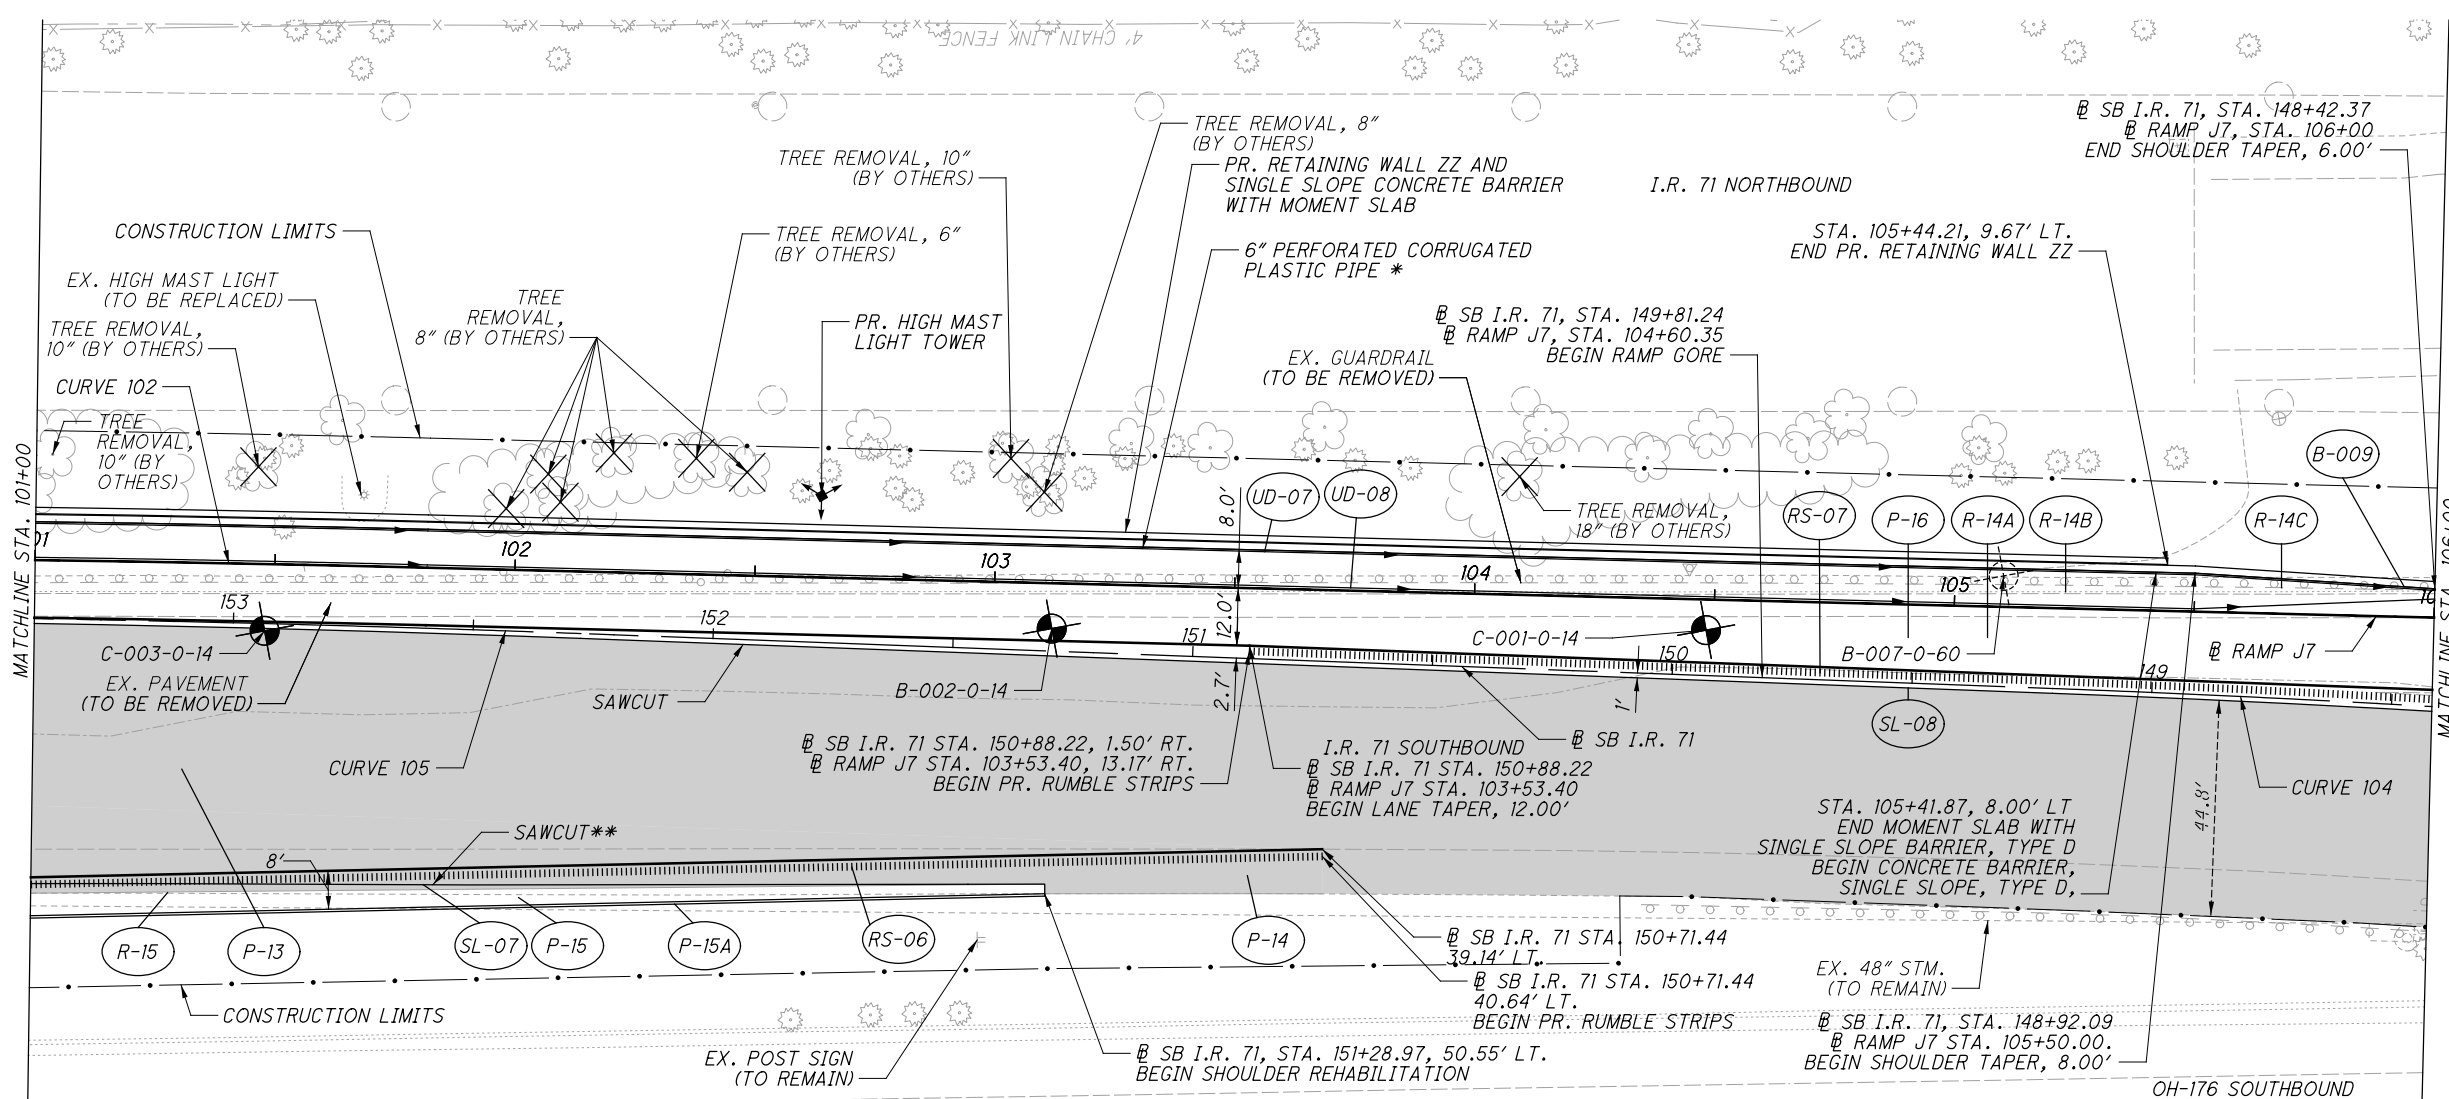 4' CHAIN LINK FENCE
TREE REMOVAL, 8"
(BY OTHERS)
TREE REMOVAL, 10"
(BY OTHERS)
PR. RETAINING WALL ZZ AND
SINGLE SLOPE CONCRETE BARRIER
WITH MOMENT SLAB
I.R. 71 NORTHBOUND
℄ SB I.R. 71, STA. 148+42.37
℄ RAMP J7, STA. 106+00
END SHOULDER TAPER, 6.00'
CONSTRUCTION LIMITS
TREE REMOVAL, 6"
(BY OTHERS)
6" PERFORATED CORRUGATED
PLASTIC PIPE *
STA. 105+44.21, 9.67' LT.
END PR. RETAINING WALL ZZ
EX. HIGH MAST LIGHT
(TO BE REPLACED)
TREE
REMOVAL,
8" (BY OTHERS)
PR. HIGH MAST
LIGHT TOWER
℄ SB I.R. 71, STA. 149+81.24
℄ RAMP J7, STA. 104+60.35
BEGIN RAMP GORE
TREE REMOVAL,
10" (BY OTHERS)
EX. GUARDRAIL
(TO BE REMOVED)
CURVE 102
TREE
REMOVAL,
10" (BY
OTHERS)
B-009
MATCHLINE STA. 101+00
MATCHLINE STA. 106+00
8.0'
UD-07
UD-08
TREE REMOVAL,
18" (BY OTHERS)
RS-07
P-16
R-14A
R-14B
R-14C
01
102
103
104
105
10
153
152
151
150
149
12.0'
2.7'
1'
C-003-0-14
EX. PAVEMENT
(TO BE REMOVED)
B-002-0-14
C-001-0-14
B-007-0-60
℄ RAMP J7
SAWCUT
SL-08
CURVE 105
℄ SB I.R. 71 STA. 150+88.22, 1.50' RT.
℄ RAMP J7 STA. 103+53.40, 13.17' RT.
BEGIN PR. RUMBLE STRIPS
I.R. 71 SOUTHBOUND
℄ SB I.R. 71 STA. 150+88.22
℄ RAMP J7 STA. 103+53.40
BEGIN LANE TAPER, 12.00'
℄ SB I.R. 71
CURVE 104
44.8'
STA. 105+41.87, 8.00' LT
END MOMENT SLAB WITH
SINGLE SLOPE BARRIER, TYPE D
BEGIN CONCRETE BARRIER,
SINGLE SLOPE, TYPE D,
SAWCUT**
8'
R-15
P-13
SL-07
P-15
P-15A
RS-06
P-14
℄ SB I.R. 71 STA. 150+71.44
39.14' LT.
℄ SB I.R. 71 STA. 150+71.44
40.64' LT.
BEGIN PR. RUMBLE STRIPS
EX. 48" STM.
(TO REMAIN)
CONSTRUCTION LIMITS
EX. POST SIGN
(TO REMAIN)
℄ SB I.R. 71, STA. 151+28.97, 50.55' LT.
BEGIN SHOULDER REHABILITATION
℄ SB I.R. 71, STA. 148+92.09
℄ RAMP J7 STA. 105+50.00.
BEGIN SHOULDER TAPER, 8.00'
OH-176 SOUTHBOUND